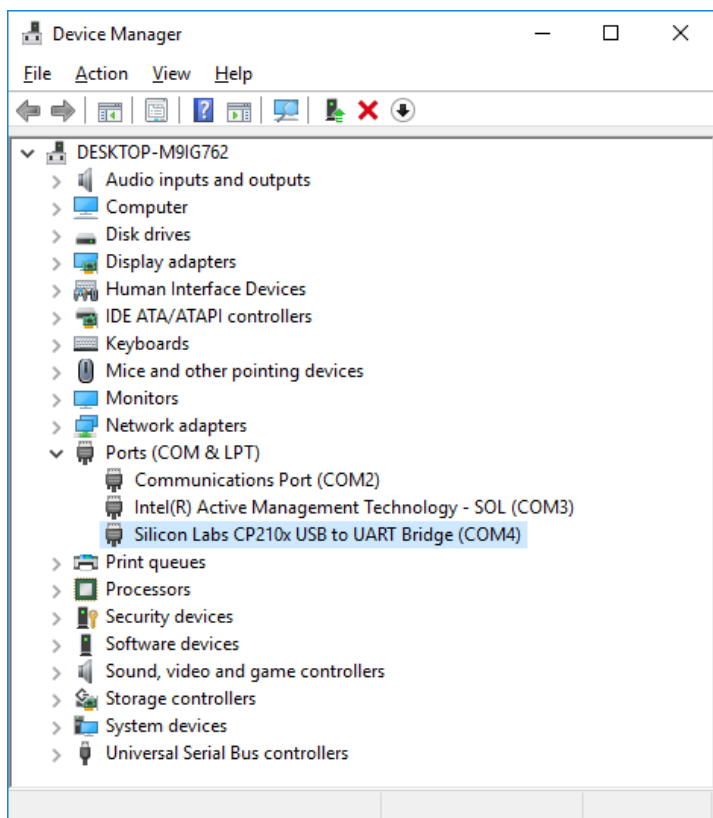 Device Manager
File Action View Help
DESKTOP-M9IG762
Audio inputs and outputs
Computer
Disk drives
Display adapters
Human Interface Devices
IDE ATA/ATAPI controllers
Keyboards
Mice and other pointing devices
Monitors
Network adapters
Ports (COM & LPT)
Communications Port (COM2)
Intel(R) Active Management Technology - SOL (COM3)
Silicon Labs CP210x USB to UART Bridge (COM4)
Print queues
Processors
Security devices
Software devices
Sound, video and game controllers
Storage controllers
System devices
Universal Serial Bus controllers